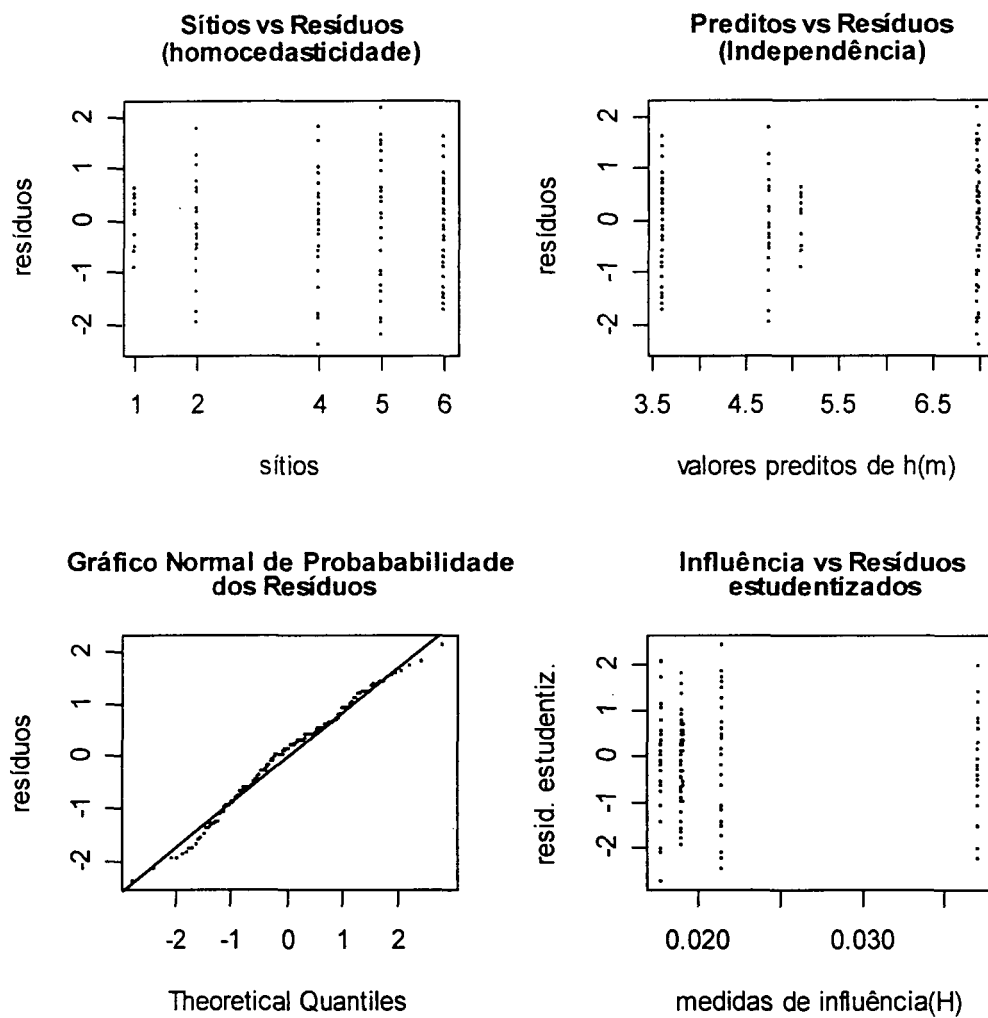 Sítios vs Resíduos
(homocedasticidade)
resíduos
2
1
0
-1
-2
1
2
4
5
6
sítios
Preditos vs Resíduos
(Independência)
resíduos
2
1
0
-1
-2
3.5
4.5
5.5
6.5
valores preditos de h(m)
Gráfico Normal de Probababilidade
dos Resíduos
resíduos
2
1
0
-1
-2
-2
-1
0
1
2
Theoretical Quantiles
Influência vs Resíduos
estudentizados
resid. estudentiz.
2
1
0
-1
-2
0.020
0.030
medidas de influência(H)